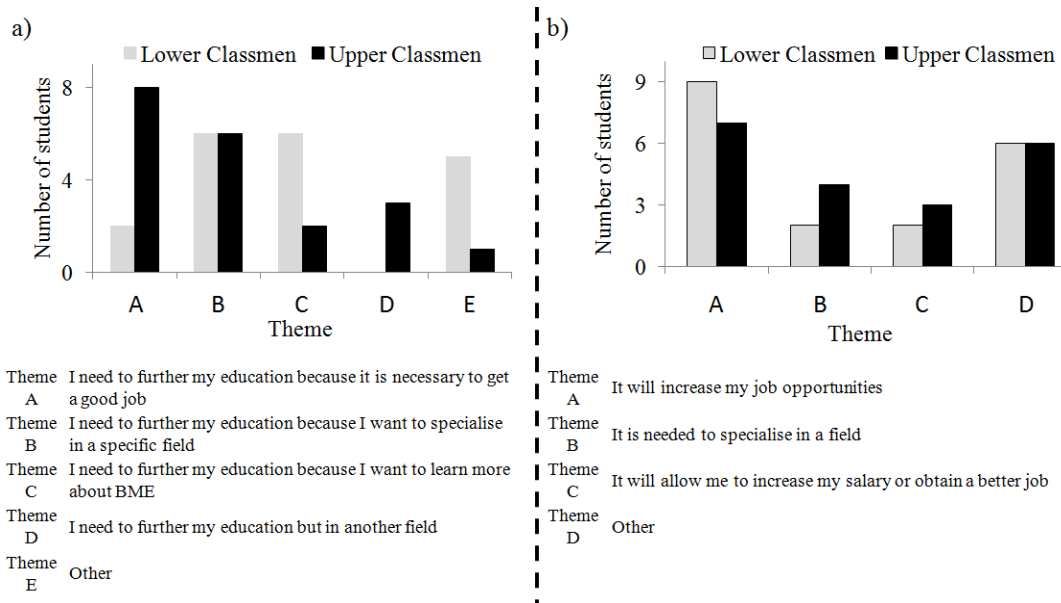 a)
Lower Classmen Upper Classmen
Number of students
8
4
0
A B C D E
Theme
Theme A I need to further my education because it is necessary to get
a good job
Theme B I need to further my education because I want to specialise
in a specific field
Theme C I need to further my education because I want to learn more
about BME
Theme D I need to further my education but in another field
Theme E Other
b)
Lower Classmen Upper Classmen
Number of students
9
6
3
0
A B C D
Theme
Theme A It will increase my job opportunities
Theme B It is needed to specialise in a field
Theme C It will allow me to increase my salary or obtain a better job
Theme D Other